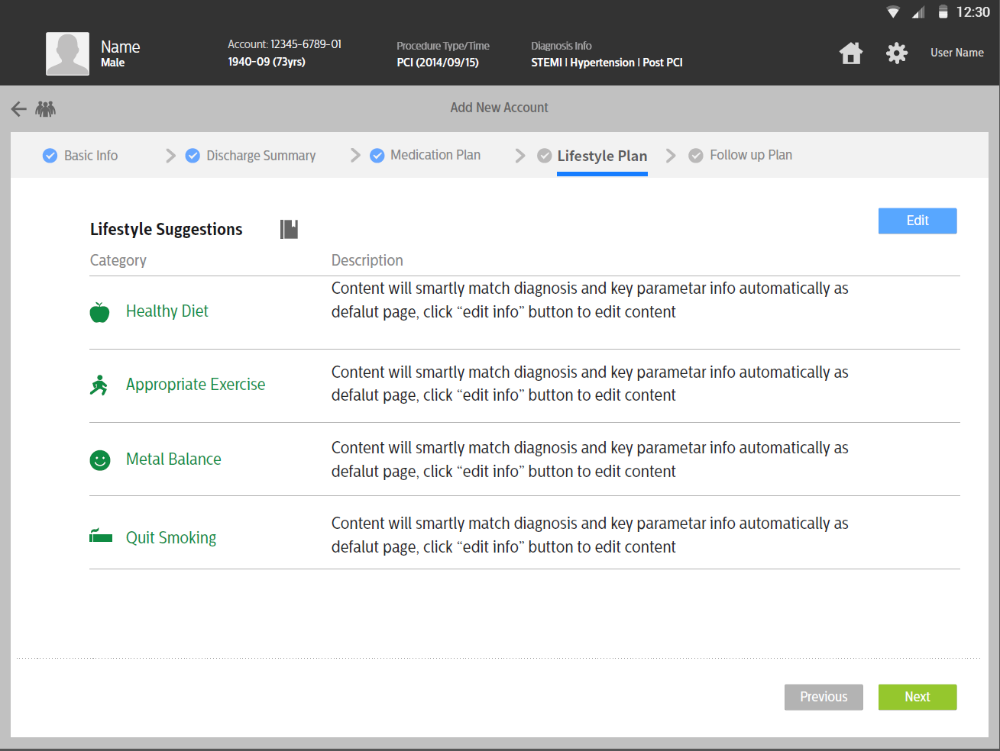 12:30
Name
Male
Account: 12345-6789-01
1940-09 (73yrs)
Procedure Type/Time
PCI (2014/09/15)
Diagnosis Info
STEMI | Hypertension | Post PCI
User Name
Add New Account
Basic Info
Discharge Summary
Medication Plan
Lifestyle Plan
Follow up Plan
Lifestyle Suggestions
Edit
Category
Description
Healthy Diet
Content will smartly match diagnosis and key parametar info automatically as
defalut page, click “edit info” button to edit content
Appropriate Exercise
Content will smartly match diagnosis and key parametar info automatically as
defalut page, click “edit info” button to edit content
Metal Balance
Content will smartly match diagnosis and key parametar info automatically as
defalut page, click “edit info” button to edit content
Quit Smoking
Content will smartly match diagnosis and key parametar info automatically as
defalut page, click “edit info” button to edit content
Previous
Next